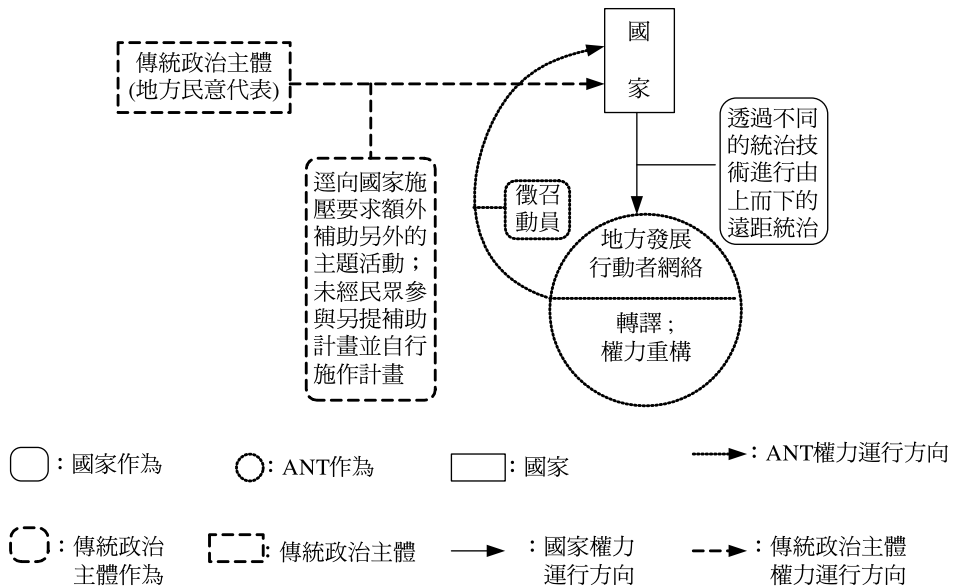 國
家
傳統政治主體
(地方民意代表)
透過不同
的統治技
術進行由
上而下的
遠距統治
逕向國家施
壓要求額外
補助另外的
主題活動；
未經民眾參
與另提補助
計畫並自行
施作計畫
徵召
動員
地方發展
行動者網絡
轉譯；
權力重構
：國家作為
：ANT作為
：國家
：ANT權力運行方向
：傳統政治
主體作為
：傳統政治主體
：國家權力
運行方向
：傳統政治主體
權力運行方向